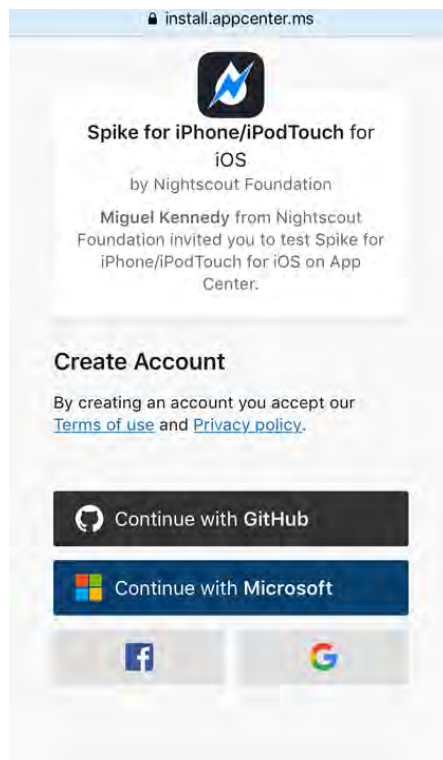 install.appcenter.ms
Spike for iPhone/iPodTouch for
iOS
by Nightscout Foundation
Miguel Kennedy from Nightscout
Foundation invited you to test Spike for
iPhone/iPodTouch for iOS on App
Center.
Create Account
By creating an account you accept our
Terms of use and Privacy policy.
Continue with GitHub
Continue with Microsoft